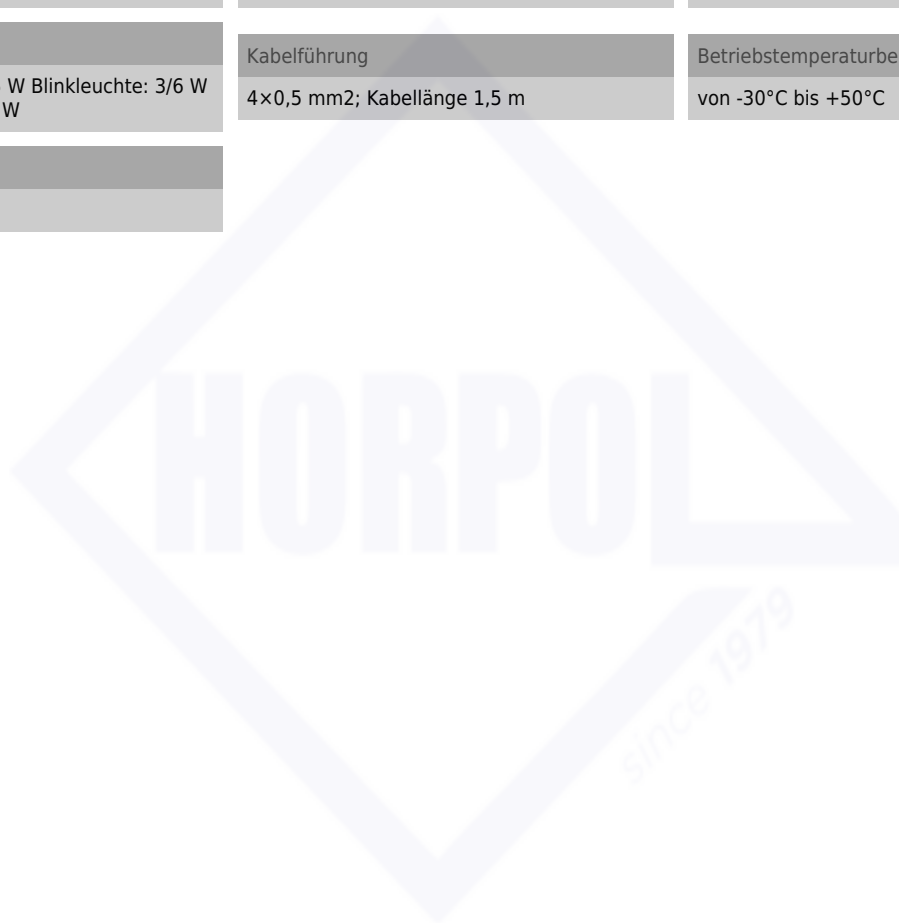 W Blinkleuchte: 3/6 W
W
Kabelführung
4×0,5 mm2; Kabellänge 1,5 m
Betriebstemperaturbe
von -30°C bis +50°C
HORPOL
since 1979